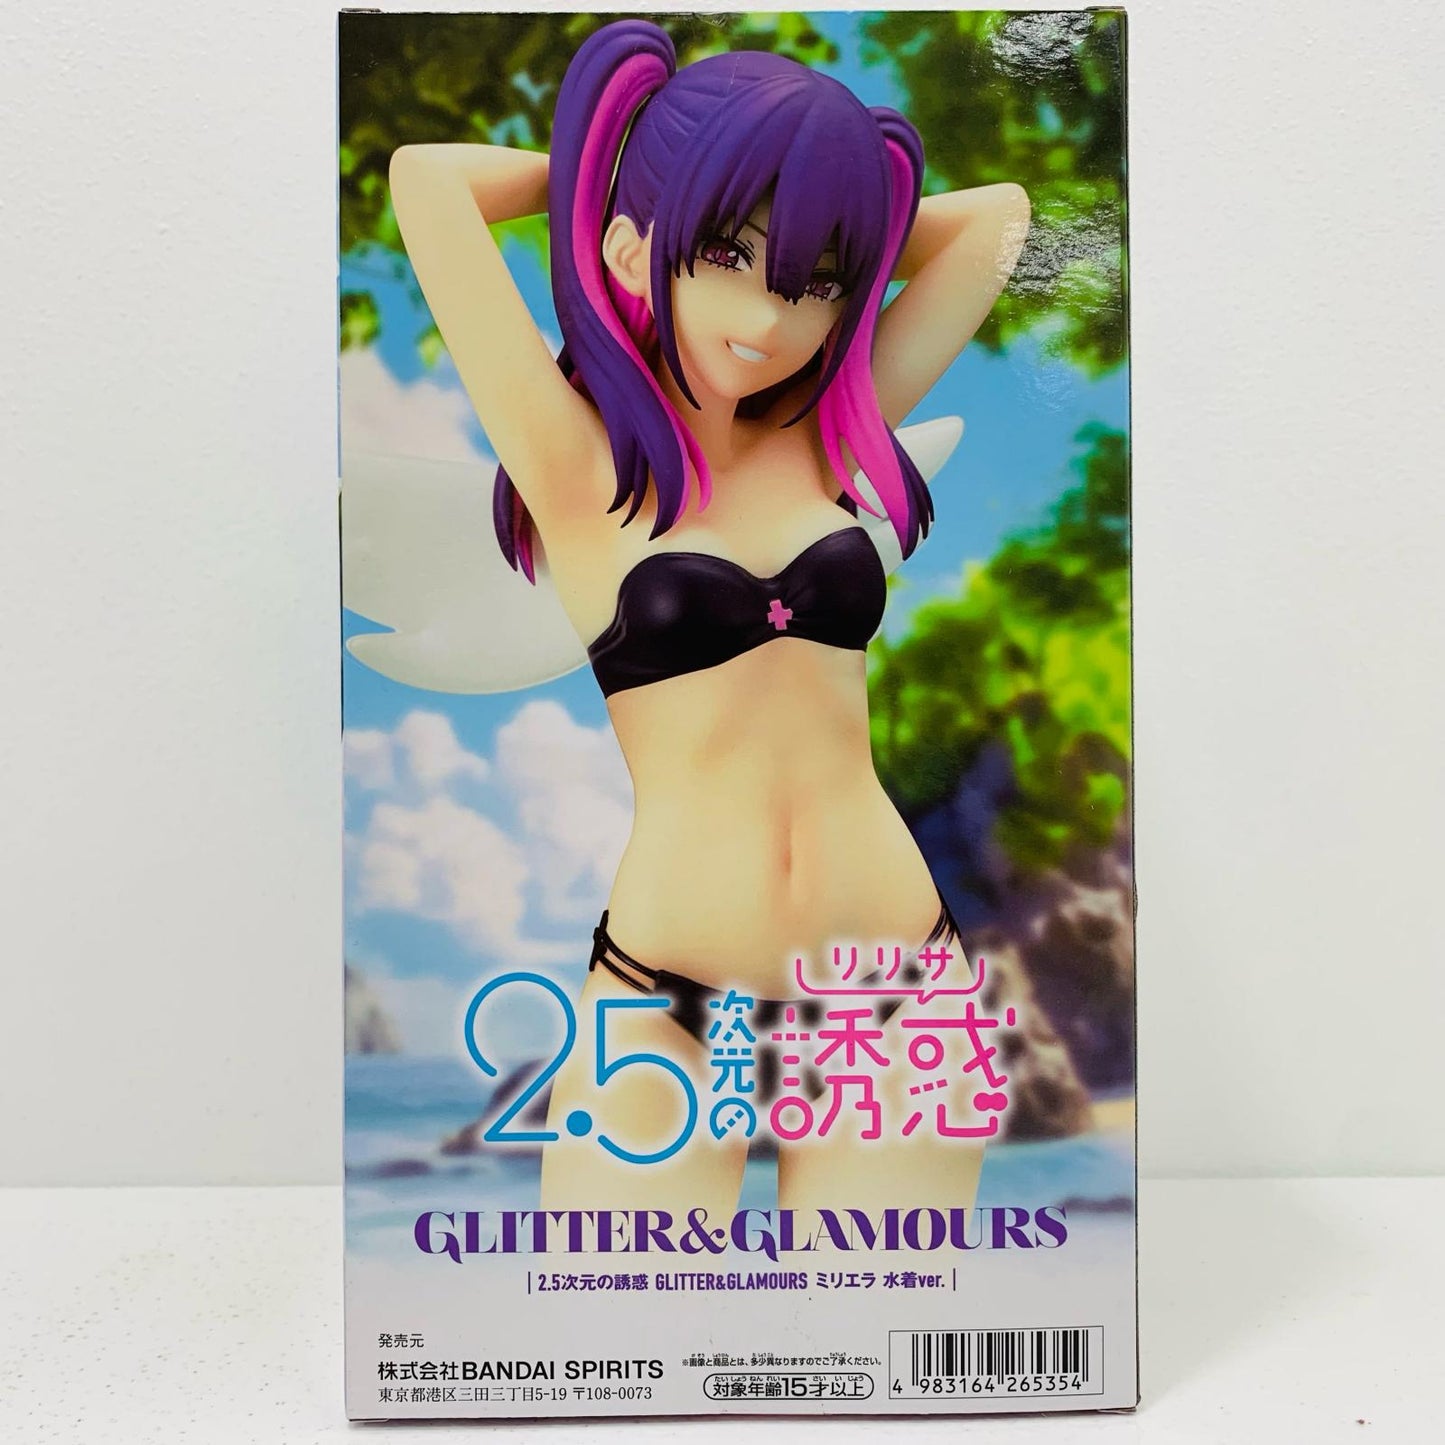 リリサ
2.5次元の誘惑
GLITTER&GLAMOURS
| 2.5次元の誘惑 GLITTER&GLAMOURS ミリエラ 水着ver. |
発売元
株式会社BANDAI SPIRITS
東京都港区三田三丁目5-19 〒108-0073
※画像と商品とは、多少異なりますのでご了承ください。
対象年齢15才以上
4 983164 265354